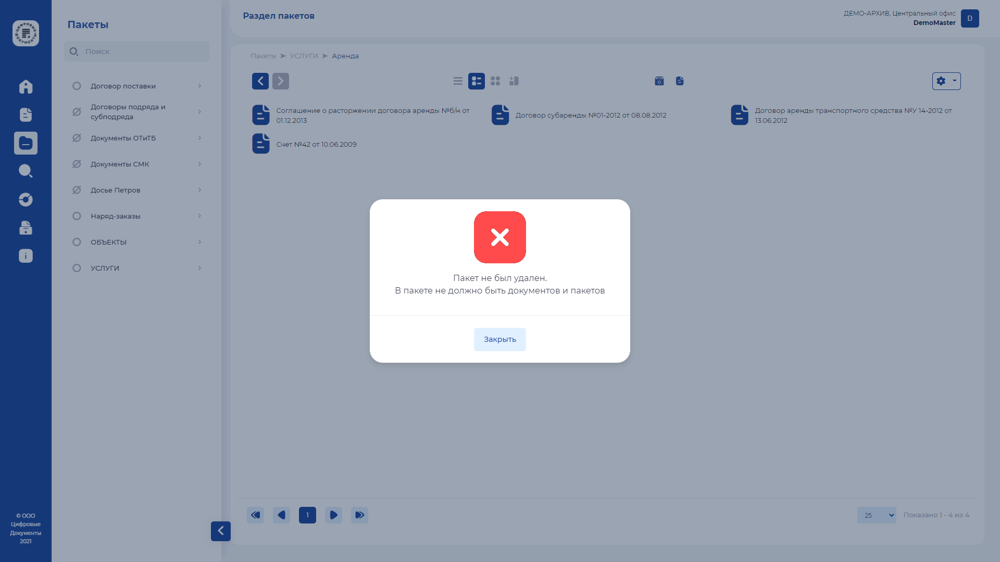 Пакеты
Поиск
Договор поставки
Договоры подряда и
субподряда
Документы ОТиТБ
Документы СМК
Досье Петров
Наряд-заказы
ОБЪЕКТЫ
УСЛУГИ
© ООО
Цифровые
Документы
2021
Раздел пакетов
ДЕМО-АРХИВ, Центральный офис
DemoMaster
D
Пакеты ➤ УСЛУГИ ➤ Аренда
Соглашение о расторжении договора аренды №б/н от
01.12.2013
Договор субаренды №01-2012 от 08.08.2012
Договор аренды транспортного средства №У 14-2012 от
13.06.2012
Счет №42 от 10.06.2009
Пакет не был удален.
В пакете не должно быть документов и пакетов
Закрыть
1
25
Показано 1 - 4 из 4